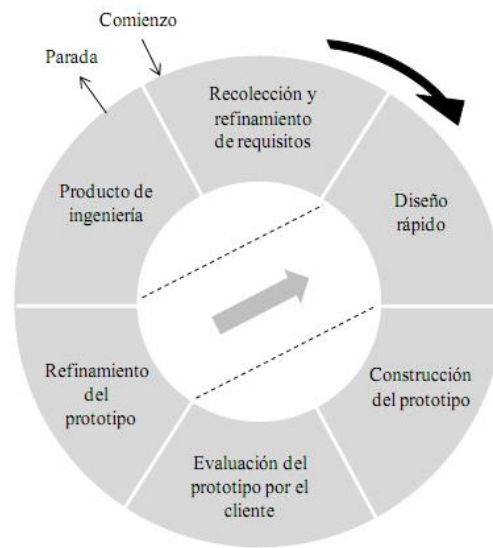 Comienzo
Parada
Recolección y
refinamiento
de requisitos
Diseño
rápido
Construcción
del prototipo
Evaluación del
prototipo por el
cliente
Refinamiento
del
prototipo
Producto de
ingeniería